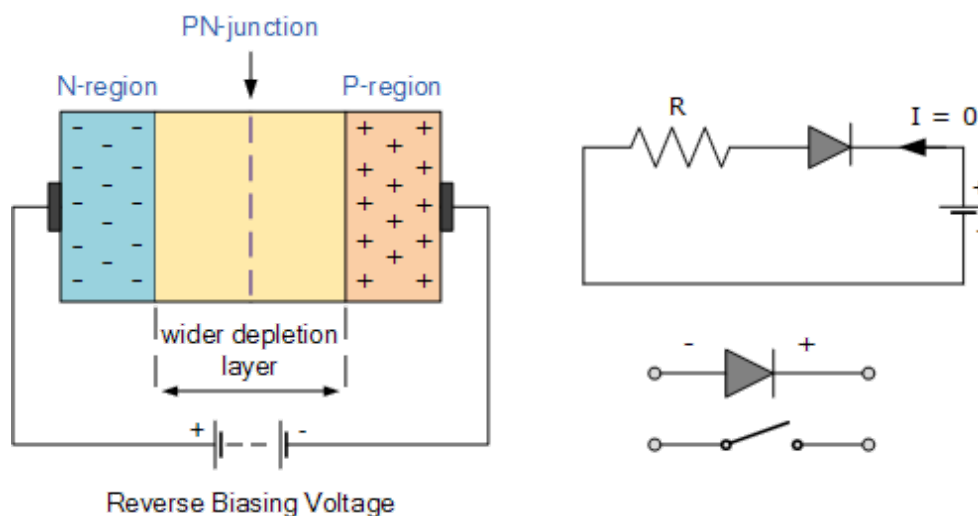 PN-junction
N-region
P-region
wider depletion
layer
+ -
Reverse Biasing Voltage
R
I = 0
+
-
- +